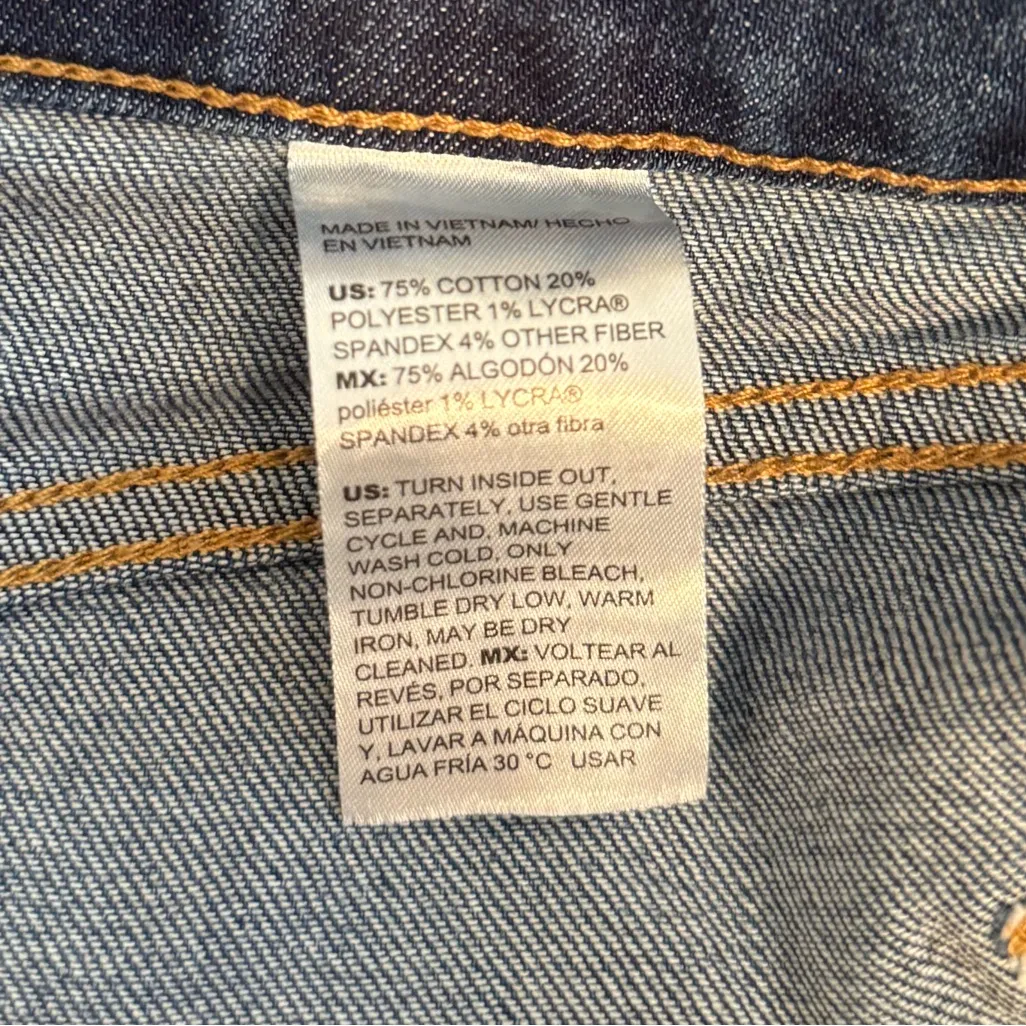 MADE IN VIETNAM/ HECHO
EN VIETNAM
US: 75% COTTON 20%
POLYESTER 1% LYCRA®
SPANDEX 4% OTHER FIBER
MX: 75% ALGODÓN 20%
poliéster 1% LYCRA®
SPANDEX 4% otra fibra
US: TURN INSIDE OUT,
SEPARATELY, USE GENTLE
CYCLE AND, MACHINE
WASH COLD, ONLY
NON-CHLORINE BLEACH,
TUMBLE DRY LOW, WARM
IRON, MAY BE DRY
CLEANED. MX: VOLTEAR AL
REVÉS, POR SEPARADO,
UTILIZAR EL CICLO SUAVE
Y, LAVAR A MÁQUINA CON
AGUA FRÍA 30 °C USAR